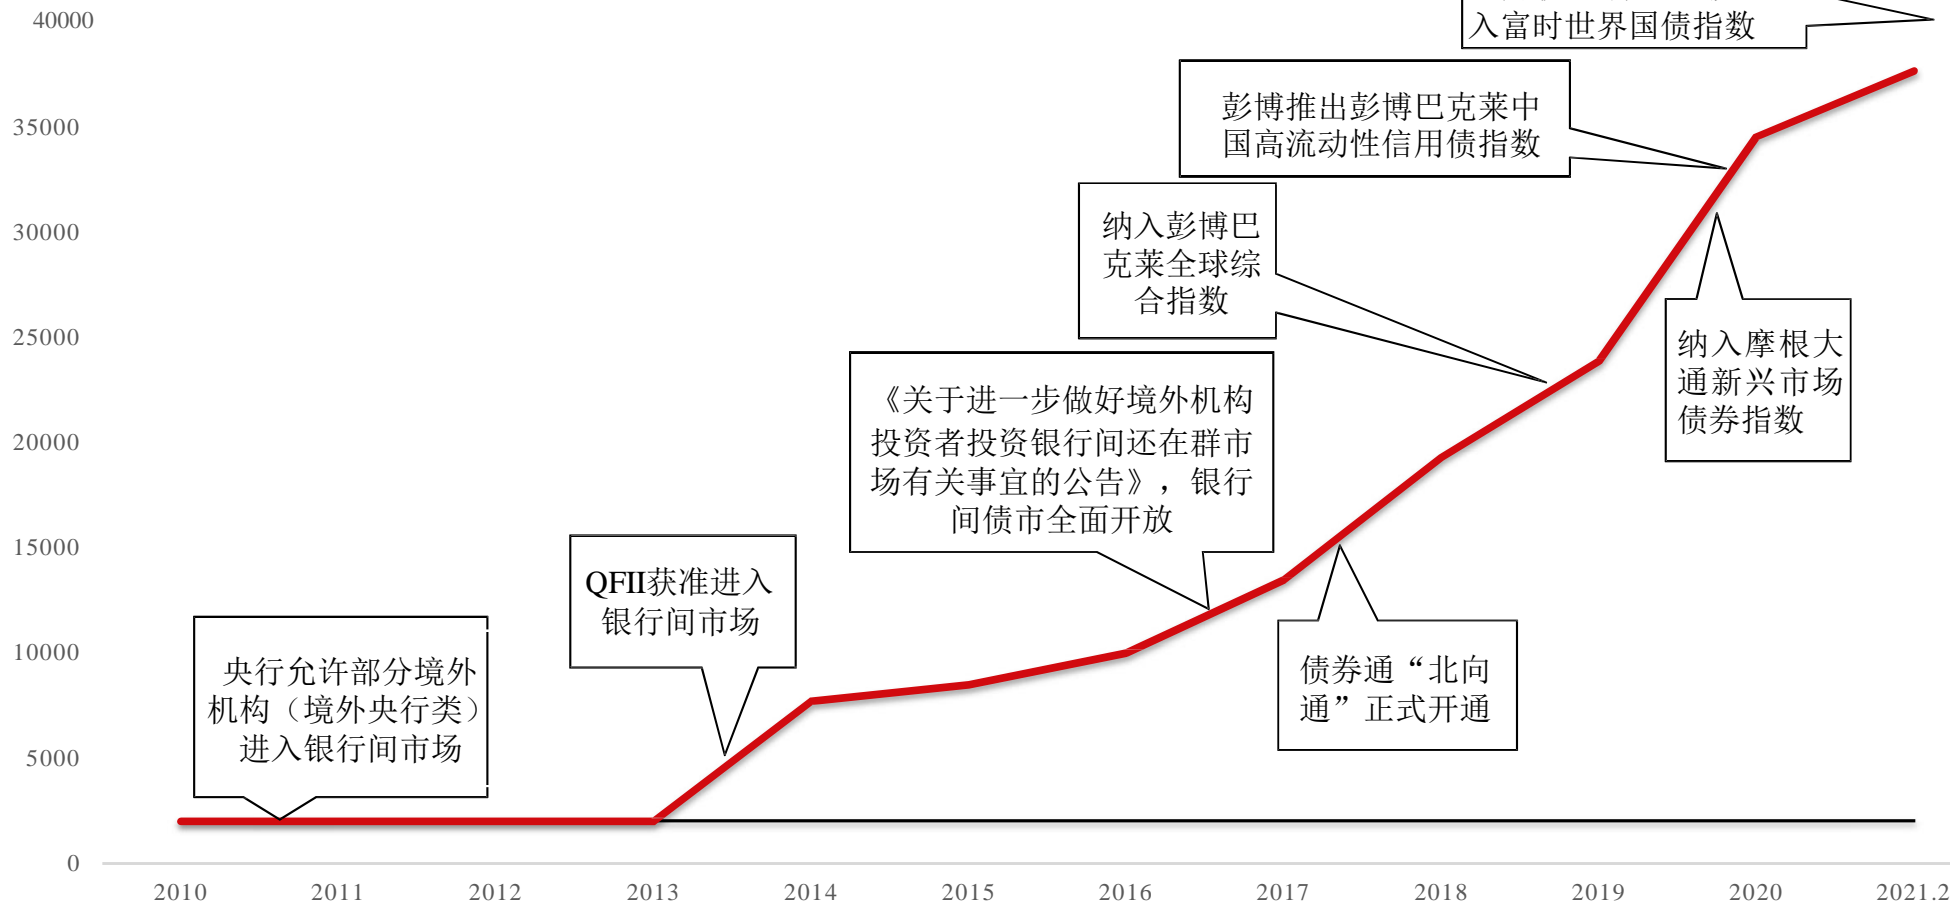 40000
35000
30000
25000
20000
15000
10000
5000
0
入富时世界国债指数
彭博推出彭博巴克莱中
国高流动性信用债指数
纳入彭博巴
克莱全球综
合指数
纳入摩根大
通新兴市场
债券指数
《关于进一步做好境外机构
投资者投资银行间还在群市
场有关事宜的公告》，银行
间债市全面开放
QFII获准进入
银行间市场
债券通“北向
通”正式开通
央行允许部分境外
机构（境外央行类）
进入银行间市场
2010
2011
2012
2013
2014
2015
2016
2017
2018
2019
2020
2021.2